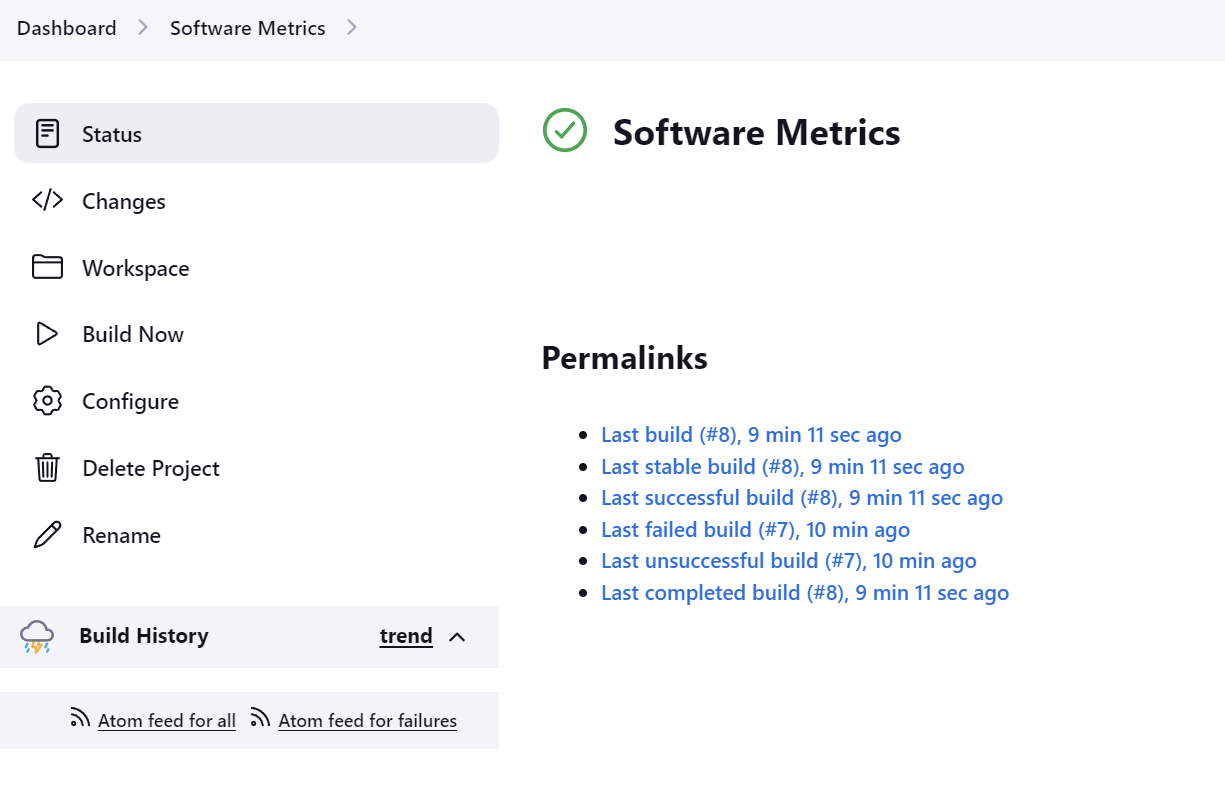 Dashboard
Software Metrics
Status
Changes
Workspace
Build Now
Configure
Delete Project
Rename
Build History
trend
Atom feed for all
Atom feed for failures
Software Metrics
Permalinks
Last build (#8), 9 min 11 sec ago
Last stable build (#8), 9 min 11 sec ago
Last successful build (#8), 9 min 11 sec ago
Last failed build (#7), 10 min ago
Last unsuccessful build (#7), 10 min ago
Last completed build (#8), 9 min 11 sec ago